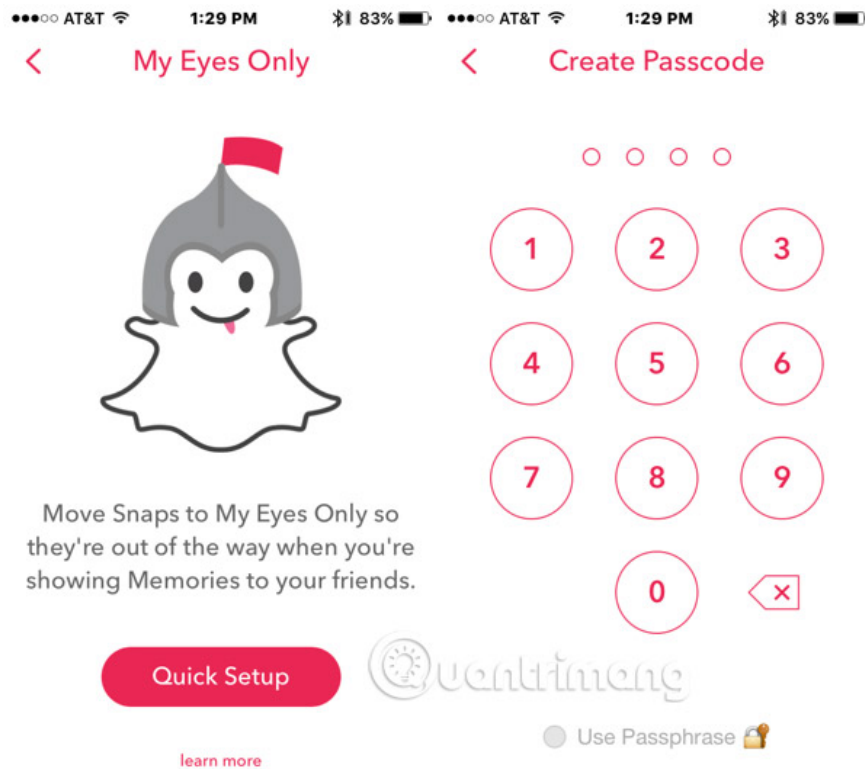 AT&T 1:29 PM 83%
My Eyes Only
Move Snaps to My Eyes Only so
they're out of the way when you're
showing Memories to your friends.
Quick Setup
learn more
AT&T 1:29 PM 83%
Create Passcode
1 2 3
4 5 6
7 8 9
0
Quantrimang
Use Passphrase